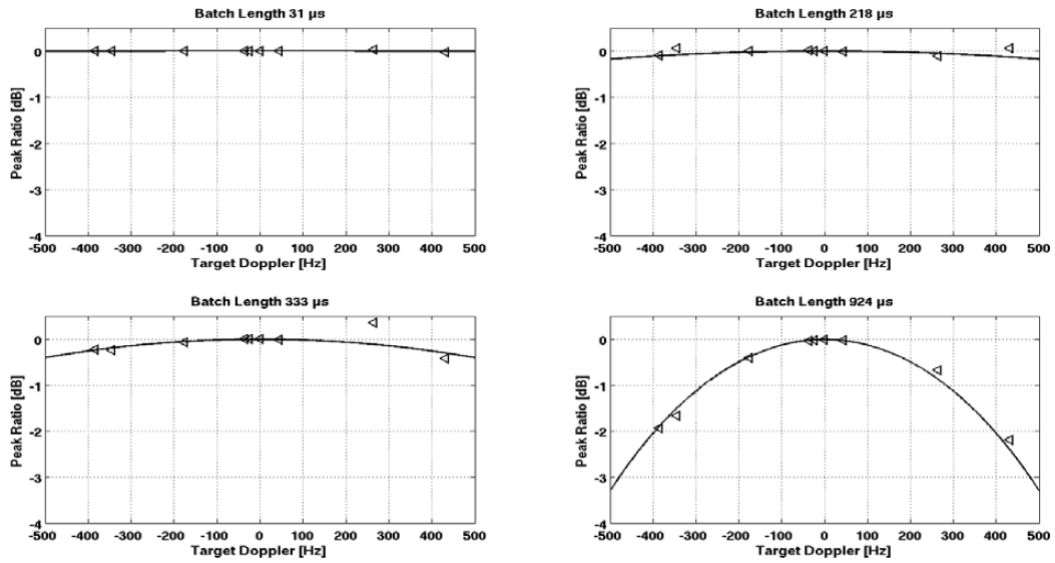 Batch Length 31 µs
Peak Ratio [dB]
0
-1
-2
-3
-4
-500 -400 -300 -200 -100 0 100 200 300 400 500
Target Doppler [Hz]
Batch Length 218 µs
Peak Ratio [dB]
0
-1
-2
-3
-4
-500 -400 -300 -200 -100 0 100 200 300 400 500
Target Doppler [Hz]
Batch Length 333 µs
Peak Ratio [dB]
0
-1
-2
-3
-4
-500 -400 -300 -200 -100 0 100 200 300 400 500
Target Doppler [Hz]
Batch Length 924 µs
Peak Ratio [dB]
0
-1
-2
-3
-4
-500 -400 -300 -200 -100 0 100 200 300 400 500
Target Doppler [Hz]